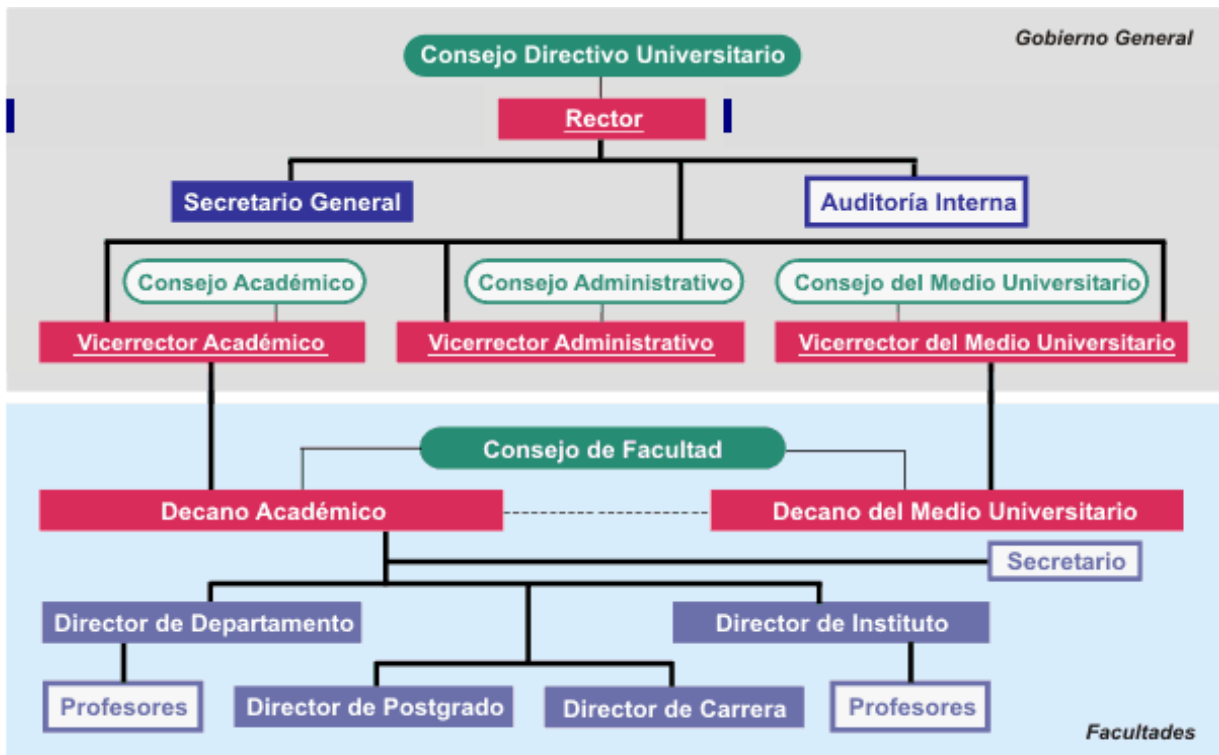 Gobierno General
Consejo Directivo Universitario
Rector
Secretario General
Auditoría Interna
Consejo Académico
Consejo Administrativo
Consejo del Medio Universitario
Vicerrector Académico
Vicerrector Administrativo
Vicerrector del Medio Universitario
Consejo de Facultad
Decano Académico
Decano del Medio Universitario
Secretario
Director de Departamento
Director de Instituto
Profesores
Director de Postgrado
Director de Carrera
Profesores
Facultades